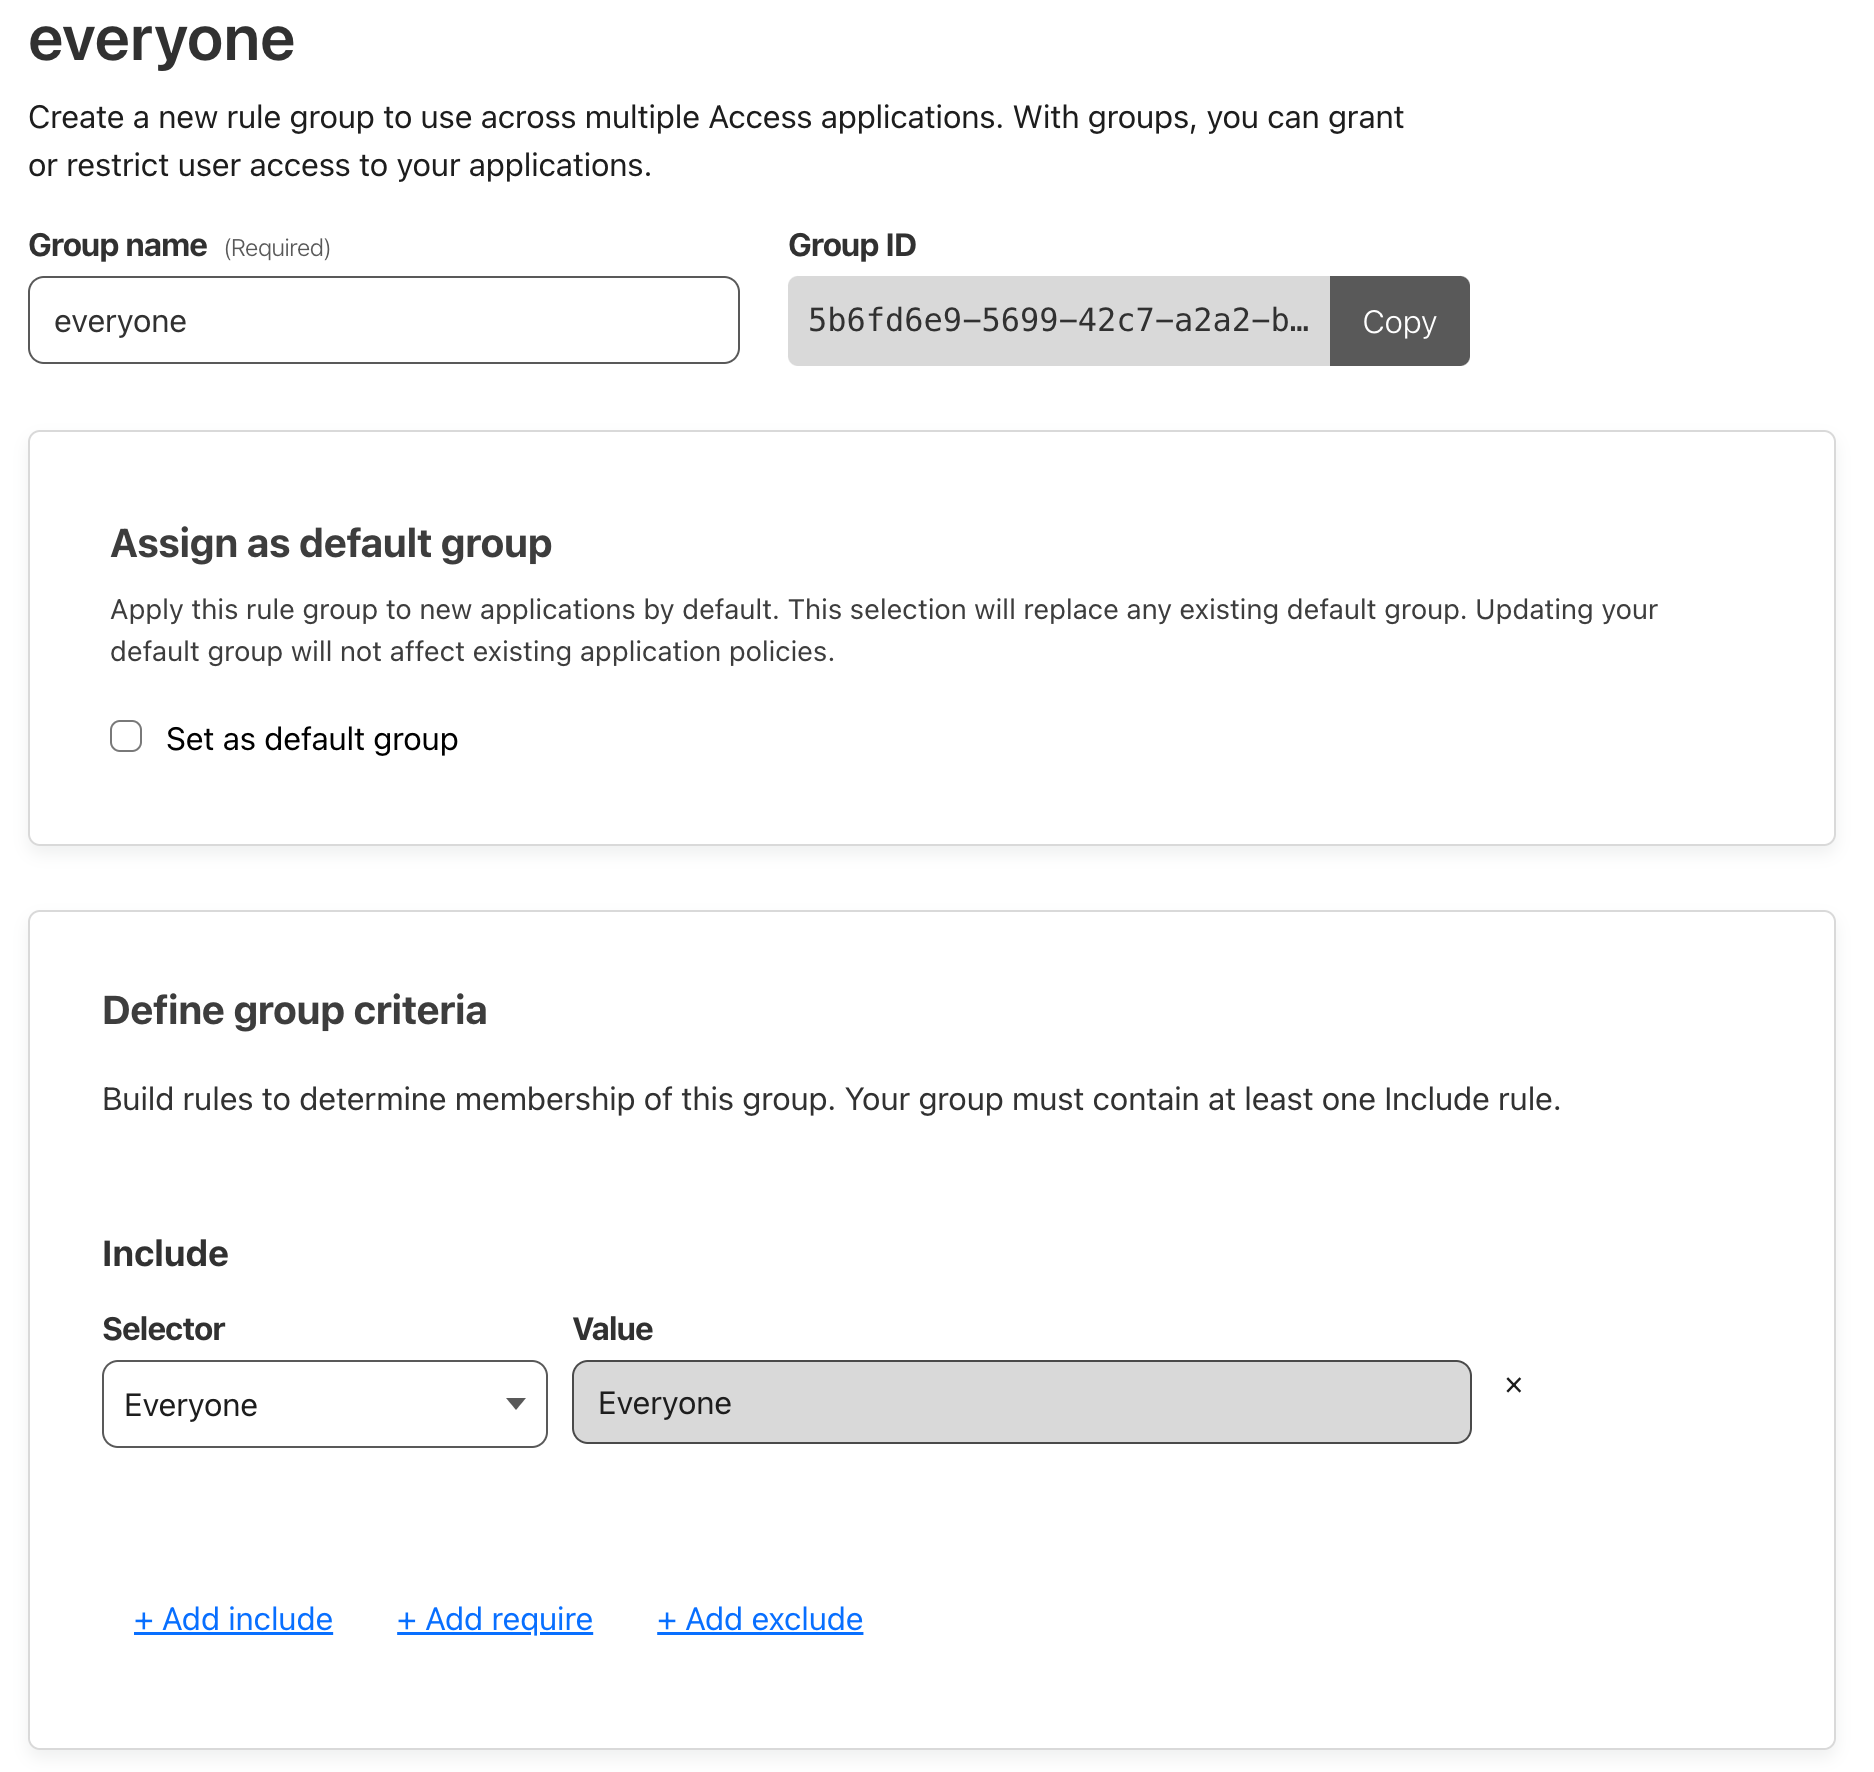 everyone
Create a new rule group to use across multiple Access applications. With groups, you can grant
or restrict user access to your applications.
Group name (Required)
everyone
Group ID
5b6fd6e9-5699-42c7-a2a2-b…
Copy
Assign as default group
Apply this rule group to new applications by default. This selection will replace any existing default group. Updating your
default group will not affect existing application policies.
Set as default group
Define group criteria
Build rules to determine membership of this group. Your group must contain at least one Include rule.
Include
Selector
Everyone
Value
Everyone
×
+ Add include
+ Add require
+ Add exclude